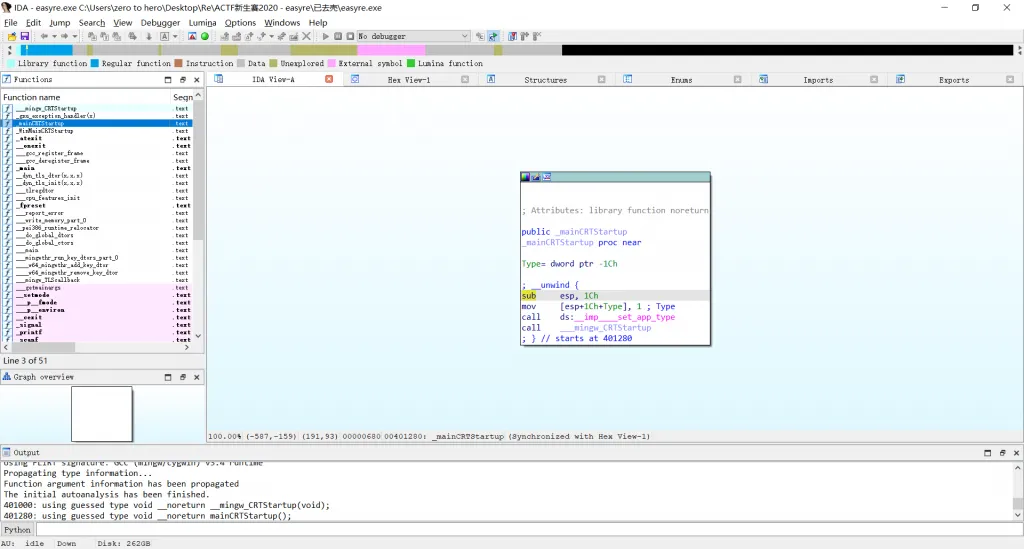 IDA - easyre.exe C:\Users\zero to hero\Desktop\Re\ACTF新生赛2020 - easyre\已去壳\easyre.exe
File Edit Jump Search View Debugger Lumina Options Windows Help
No debugger
Library function Regular function Instruction Data Unexplored External symbol Lumina function
Functions
IDA View-A Hex View-1 Structures Enums Imports Exports
Function name Segn
___mingw_CRTStartup .text
_gnu_exception_handler(x) .text
_mainCRTStartup .text
_WinMainCRTStartup .text
_atexit .text
__onexit .text
___gcc_register_frame .text
___gcc_deregister_frame .text
_main .text
__dyn_tls_dtor(x,x,x) .text
__dyn_tls_init(x,x,x) .text
___tlregdtor .text
___cpu_features_init .text
_fpreset .text
___report_error .text
___write_memory_part_0 .text
__pei386_runtime_relocator .text
___do_global_dtors .text
___do_global_ctors .text
___main .text
___mingwthr_run_key_dtors_part_0 .text
____w64_mingwthr_add_key_dtor .text
____w64_mingwthr_remove_key_dtor .text
___mingw_TLScallback .text
___getmainargs .text
__setmode .text
___p__fmode .text
___p__environ .text
__cexit .text
_signal .text
_printf .text
_scanf .text
Line 3 of 51
Graph overview
; Attributes: library function noreturn
public _mainCRTStartup
_mainCRTStartup proc near
Type= dword ptr -1Ch
; __unwind {
sub esp, 1Ch
mov [esp+1Ch+Type], 1 ; Type
call ds:__imp____set_app_type
call ___mingw_CRTStartup
; } // starts at 401280
100.00% (-587,-159) (191,93) 00000680 00401280: _mainCRTStartup (Synchronized with Hex View-1)
Output
Using FLIRT signature: GCC (mingw/cygwin) v3.4 runtime
Propagating type information...
Function argument information has been propagated
The initial autoanalysis has been finished.
401000: using guessed type void __noreturn __mingw_CRTStartup(void);
401280: using guessed type void __noreturn mainCRTStartup();
Python
AU: idle Down Disk: 262GB